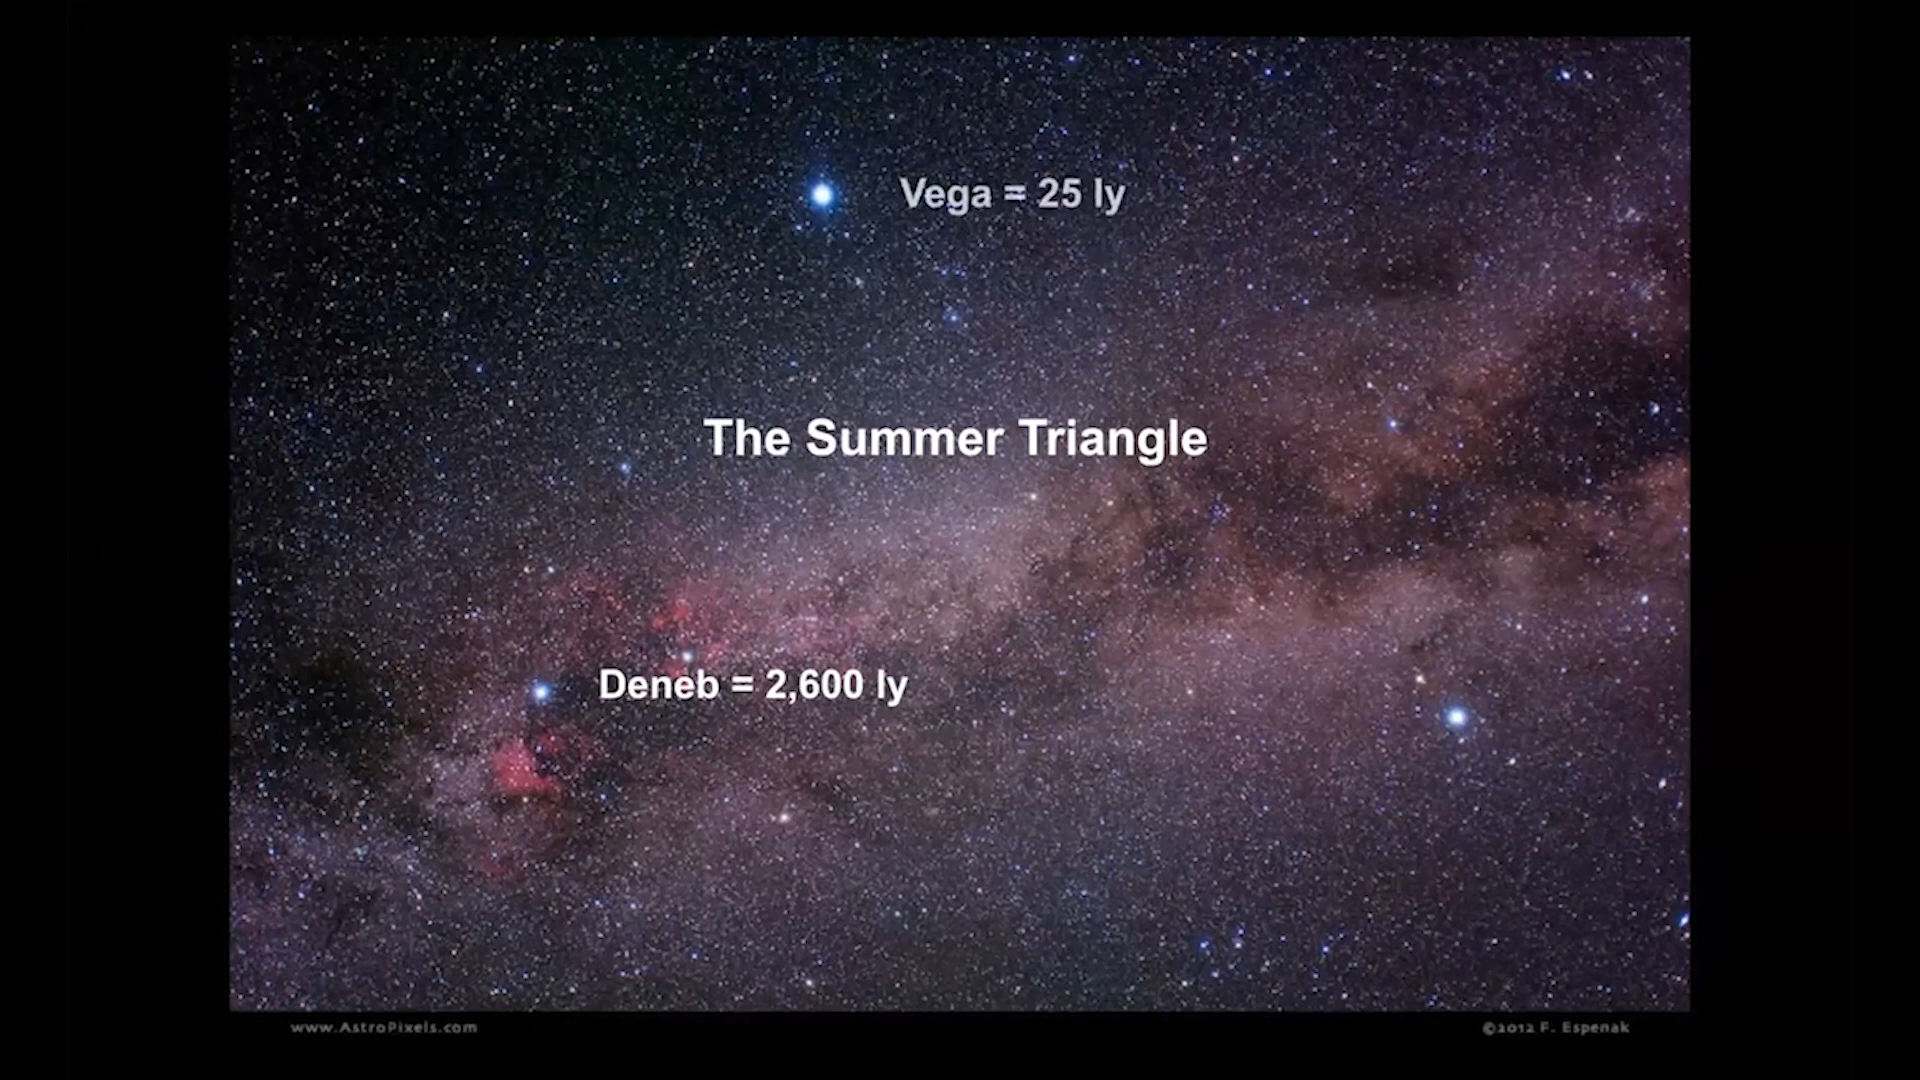 Vega = 25 ly
The Summer Triangle
Deneb = 2,600 ly
www.AstroPixels.com
©2012 F. Espenak